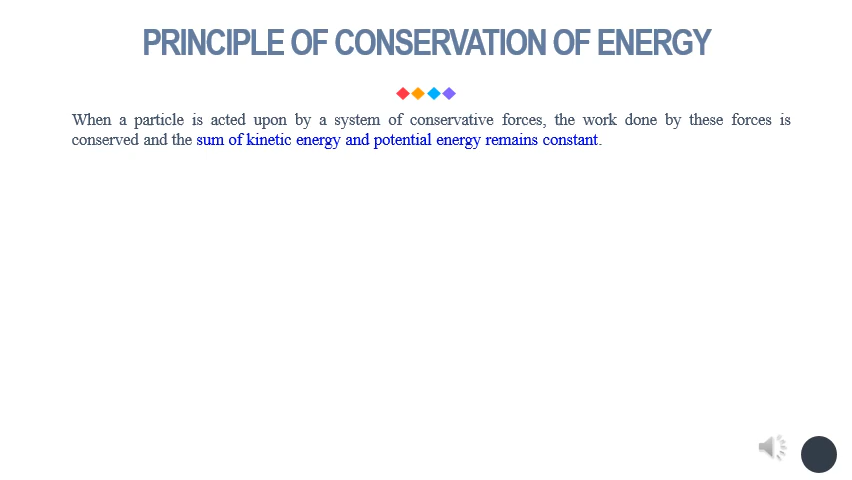 PRINCIPLE OF CONSERVATION OF ENERGY
When a particle is acted upon by a system of conservative forces, the work done by these forces is
conserved and the sum of kinetic energy and potential energy remains constant.